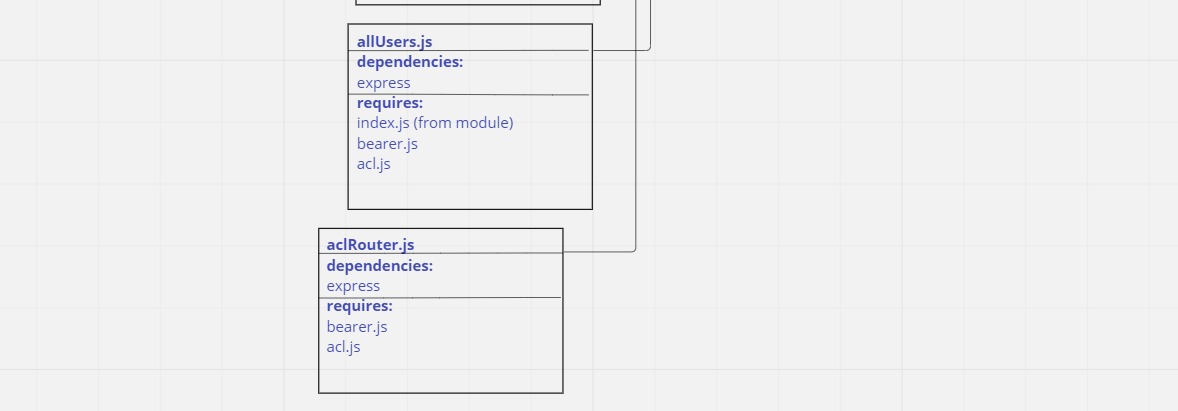 allUsers.js
dependencies:
express
requires:
index.js (from module)
bearer.js
acl.js
aclRouter.js
dependencies:
express
requires:
bearer.js
acl.js